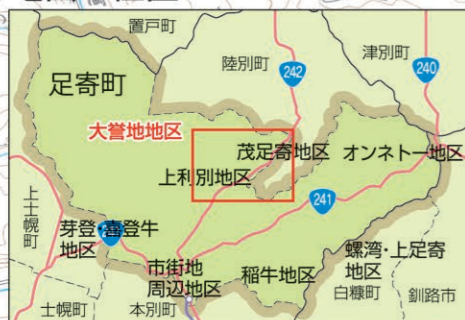 置戸町
陸別町
津別町
242
240
足寄町
大誉地地区
茂足寄地区
オンネトー地区
上利別地区
241
上士幌町
芽登・喜登牛
地区
螺湾・上足寄
地区
市街地
周辺地区
稲牛地区
白糠町
釧路市
士幌町
本別町